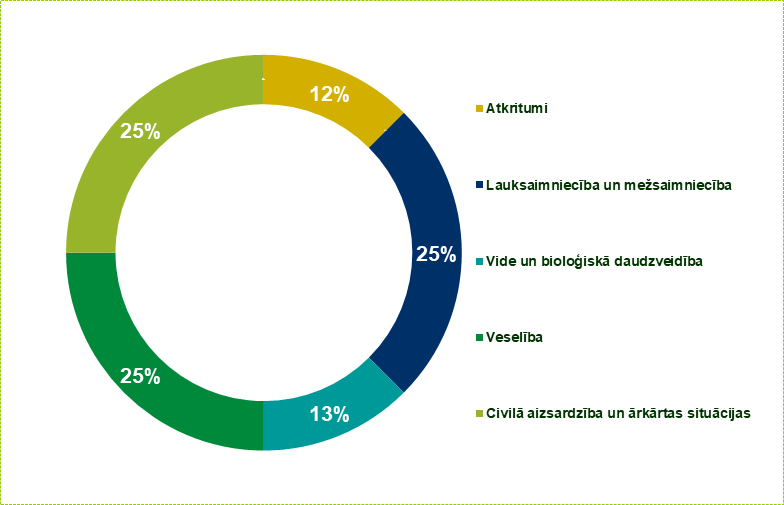 12%
25%
13%
25%
25%
Atkritumi
Lauksaimniecība un mežsaimniecība
Vide un bioloģiskā daudzveidība
Veselība
Civilā aizsardzība un ārkārtas situācijas